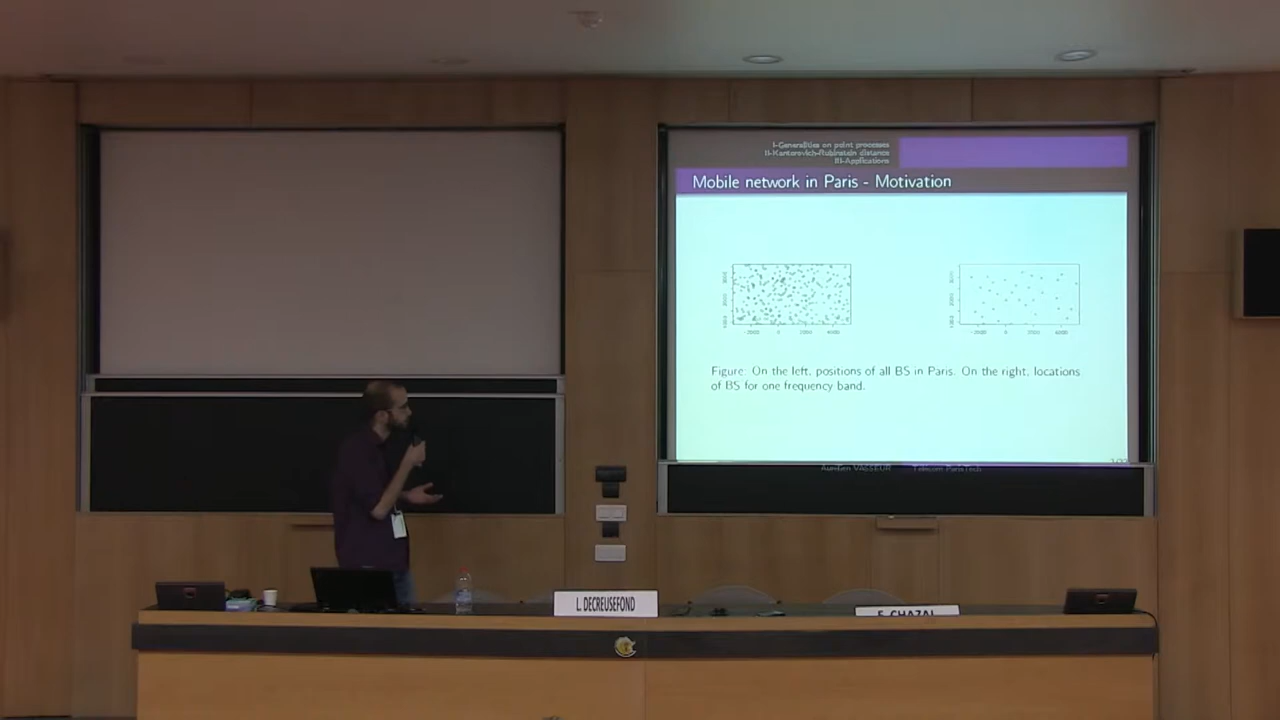 I-Generalities on point processes
II-Kantorovich-Rubinstein distance
III-Applications
Mobile network in Paris - Motivation
Figure: On the left, positions of all BS in Paris. On the right, locations
of BS for one frequency band.
Aurélien VASSEUR Télécom ParisTech
L. DECREUSEFOND
F. CHAZAL